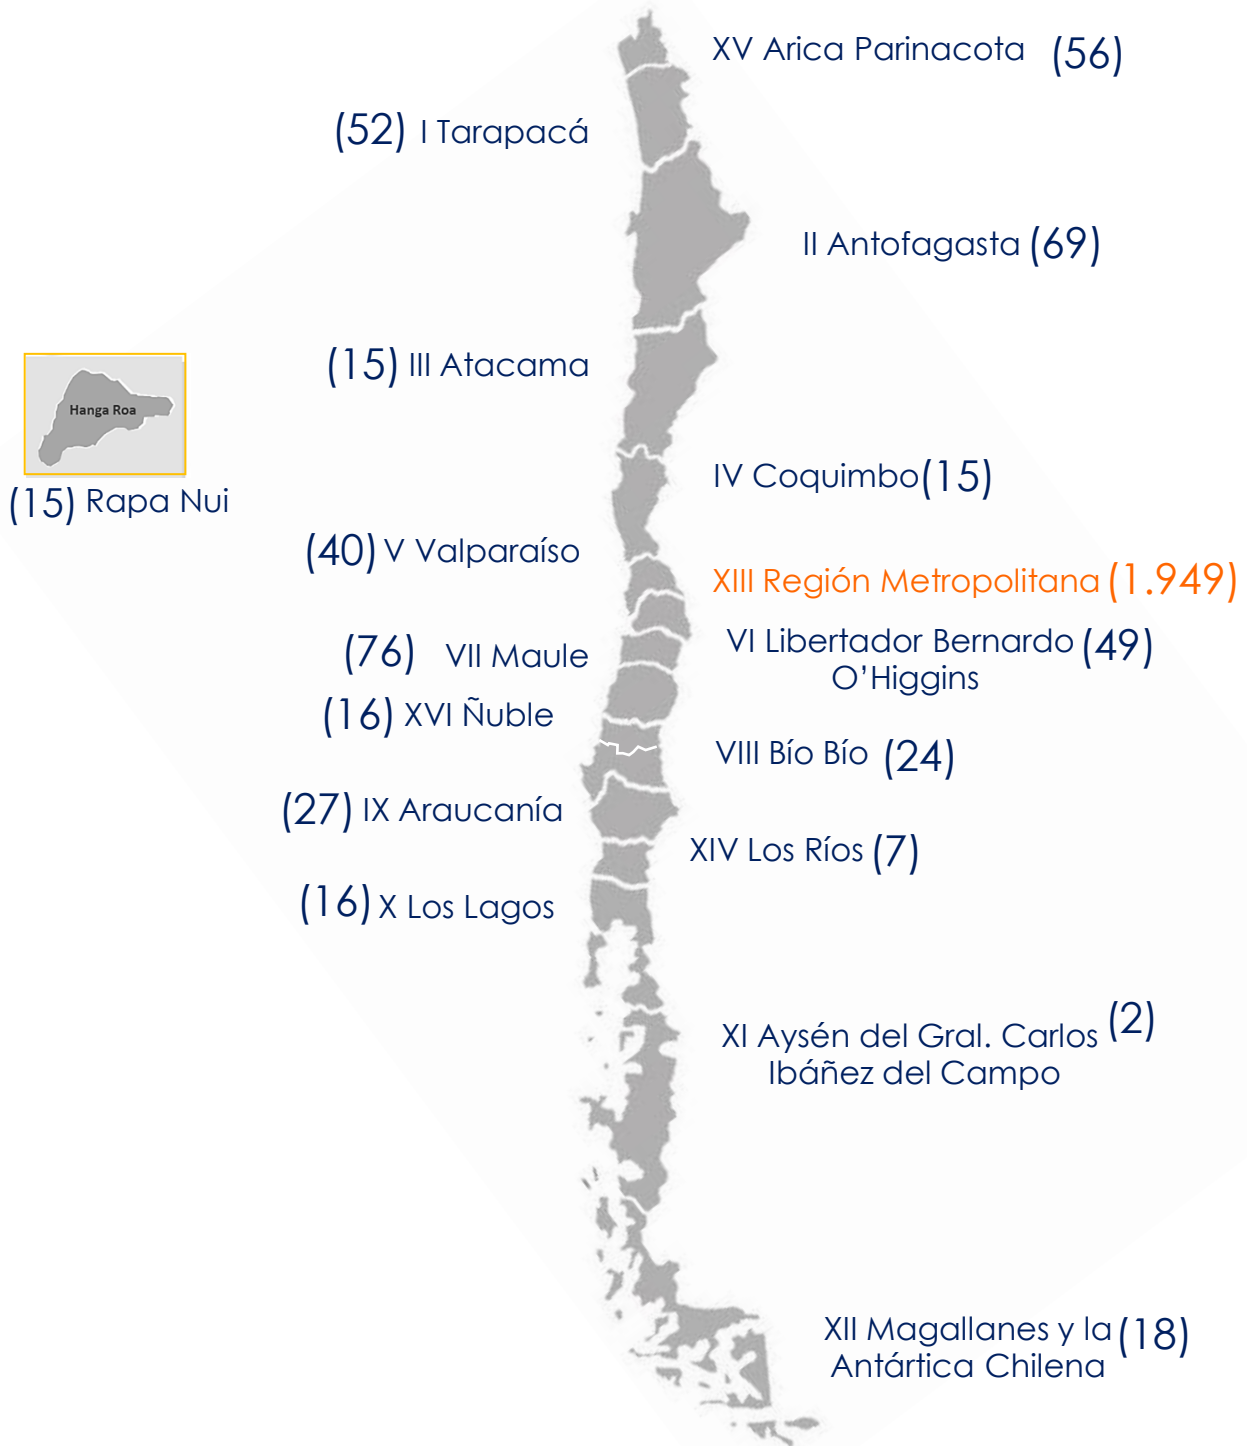 XV Arica Parinacota (56)
(52) I Tarapacá
II Antofagasta (69)
(15) III Atacama
Hanga Roa
(15) Rapa Nui
IV Coquimbo (15)
(40) V Valparaíso
XIII Región Metropolitana (1.949)
VI Libertador Bernardo (49)
O’Higgins
(76) VII Maule
(16) XVI Ñuble
VIII Bío Bío (24)
(27) IX Araucanía
XIV Los Ríos (7)
(16) X Los Lagos
XI Aysén del Gral. Carlos (2)
Ibáñez del Campo
XII Magallanes y la (18)
Antártica Chilena